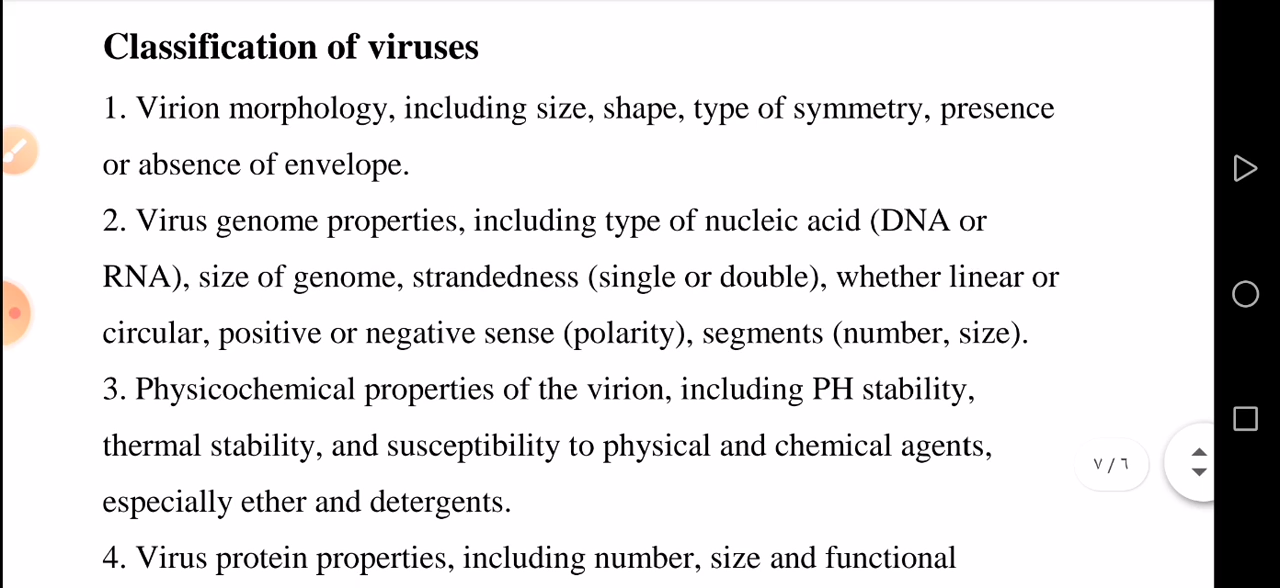 Classification of viruses
1. Virion morphology, including size, shape, type of symmetry, presence
or absence of envelope.
2. Virus genome properties, including type of nucleic acid (DNA or
RNA), size of genome, strandedness (single or double), whether linear or
circular, positive or negative sense (polarity), segments (number, size).
3. Physicochemical properties of the virion, including PH stability,
thermal stability, and susceptibility to physical and chemical agents,
especially ether and detergents.
٧ / ٦
4. Virus protein properties, including number, size and functional